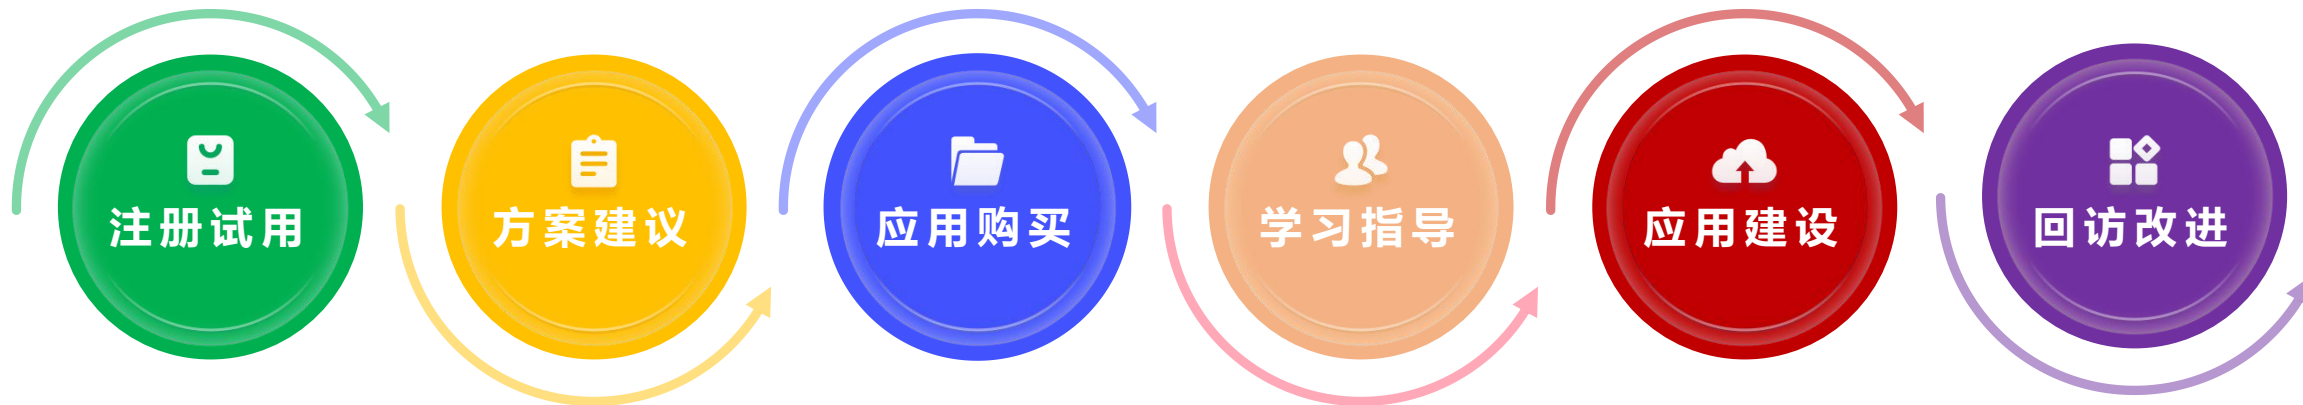 注册试用
方案建议
应用购买
学习指导
应用建设
回访改进